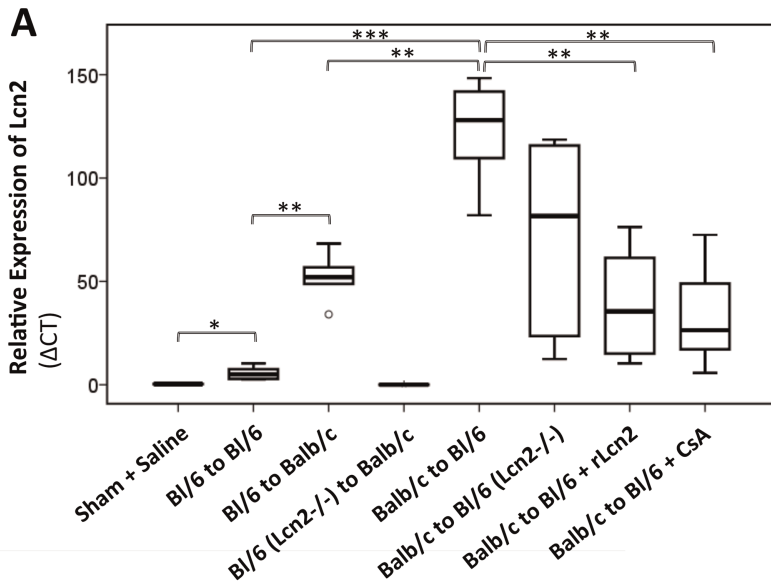 A
Relative Expression of Lcn2
(ΔCT)
150
100
50
0
***
**
**
**
**
*
Sham + Saline
Bl/6 to Bl/6
Bl/6 to Balb/c
Bl/6 (Lcn2-/-) to Balb/c
Balb/c to Bl/6
Balb/c to Bl/6 (Lcn2-/-)
Balb/c to Bl/6 + rLcn2
Balb/c to Bl/6 + CsA